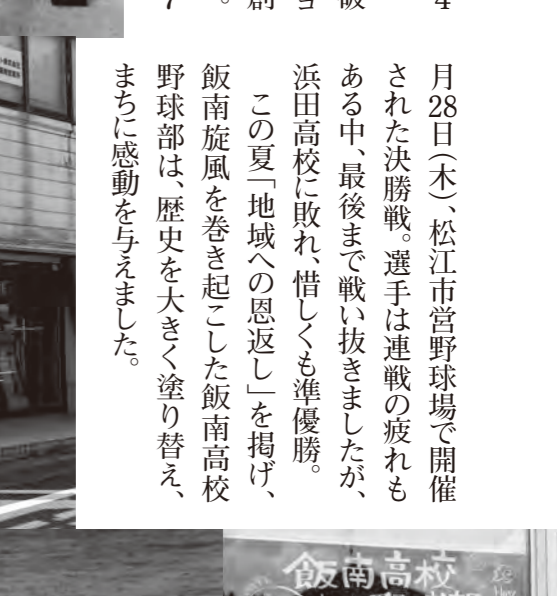 月28日（木）、松江市営野球場で開催
された決勝戦。選手は連戦の疲れも
ある中、最後まで戦い抜きましたが、
浜田高校に敗れ、惜しくも準優勝。
この夏「地域への恩返し」を掲げ、
飯南旋風を巻き起こした飯南高校
野球部は、歴史を大きく塗り替え、
まちに感動を与えました。
飯南高校